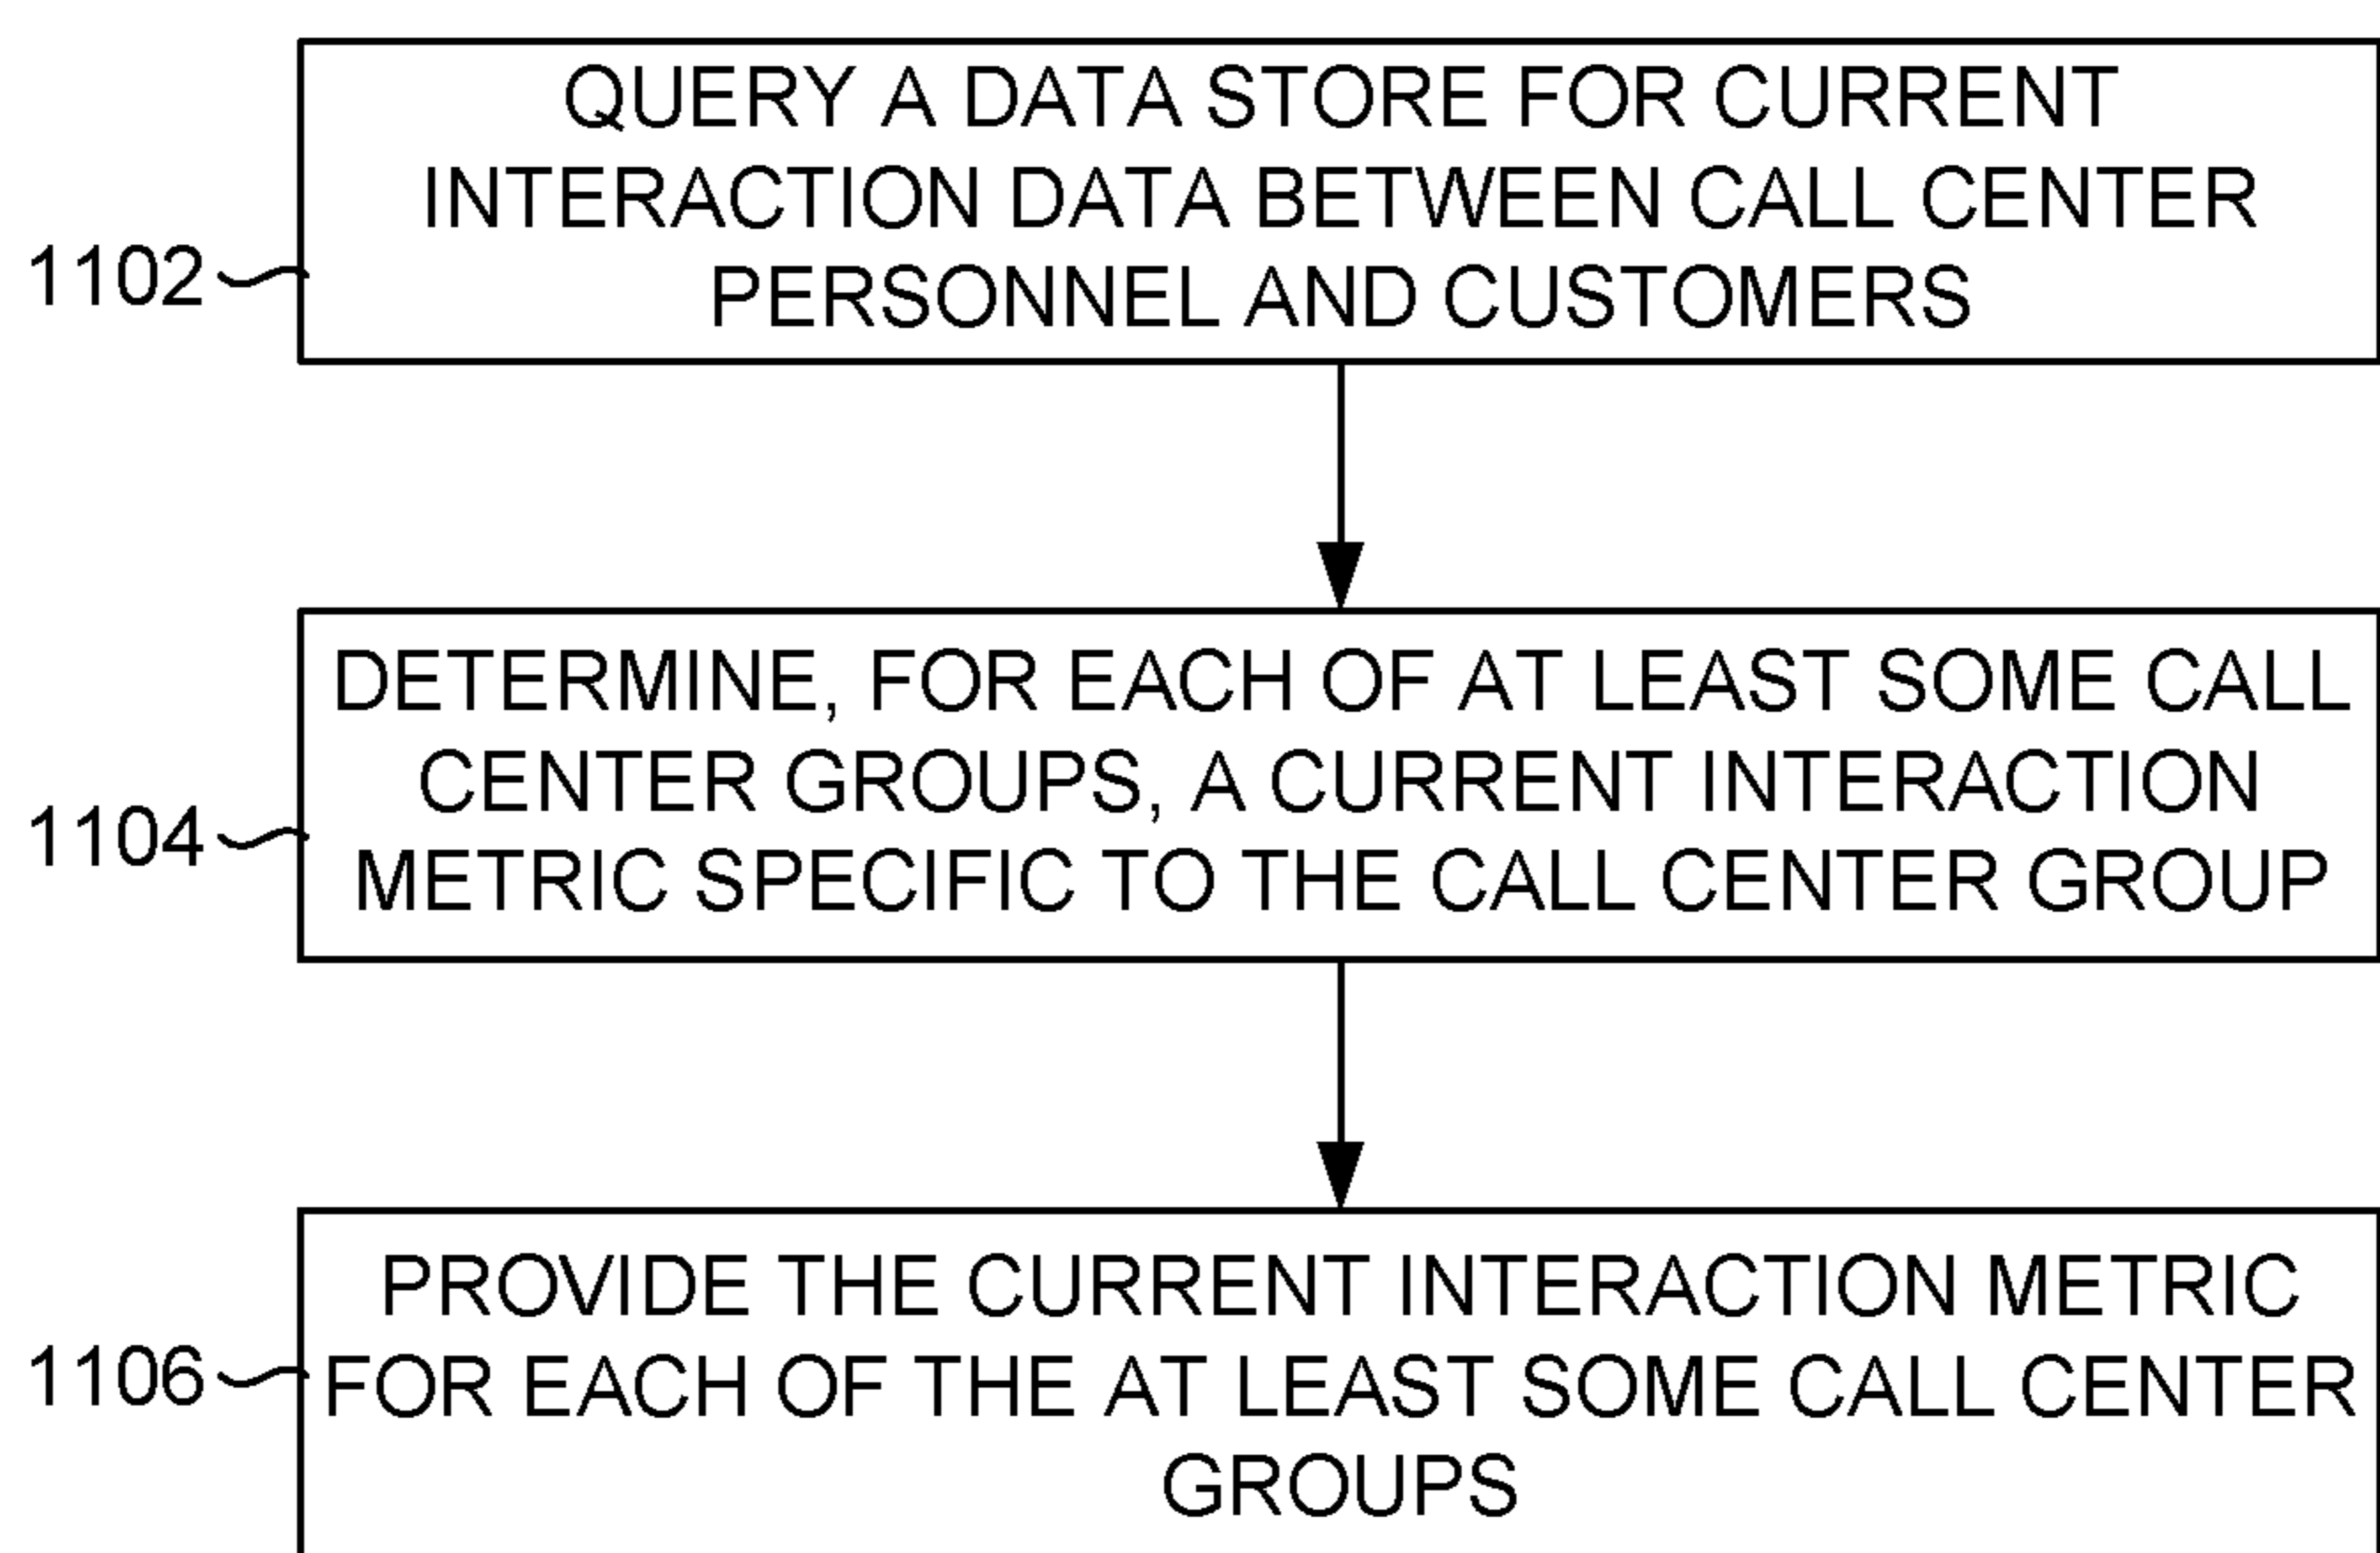 QUERY A DATA STORE FOR CURRENT
INTERACTION DATA BETWEEN CALL CENTER
PERSONNEL AND CUSTOMERS
1102
DETERMINE, FOR EACH OF AT LEAST SOME CALL
CENTER GROUPS, A CURRENT INTERACTION
METRIC SPECIFIC TO THE CALL CENTER GROUP
1104
PROVIDE THE CURRENT INTERACTION METRIC
FOR EACH OF THE AT LEAST SOME CALL CENTER
GROUPS
1106